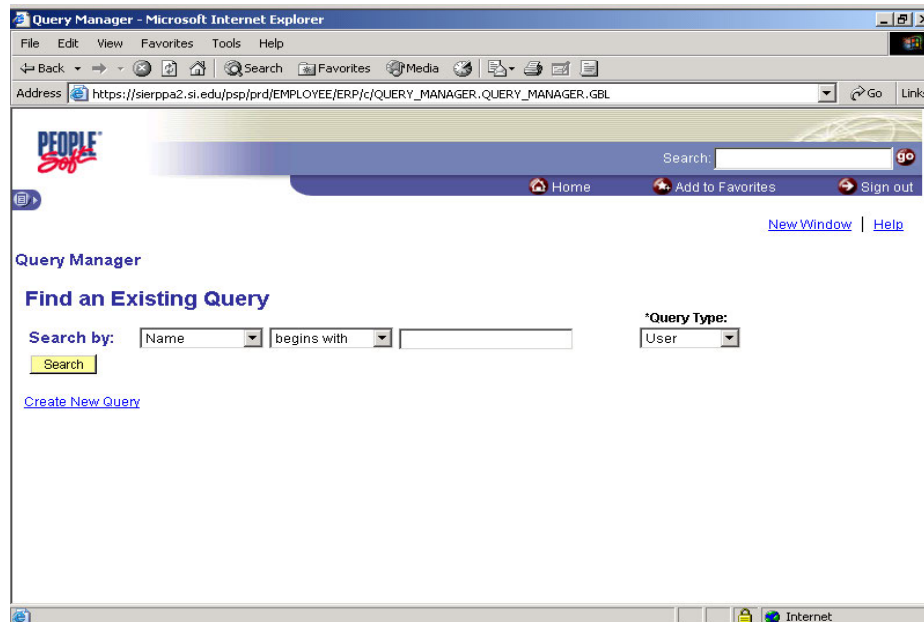 Query Manager - Microsoft Internet Explorer
File Edit View Favorites Tools Help
Back Search Favorites Media
Address https://sierppa2.si.edu/psp/prd/EMPLOYEE/ERP/c/QUERY_MANAGER.QUERY_MANAGER.GBL Go Links
PEOPLE Soft
Search: go
Home Add to Favorites Sign out
New Window | Help
Query Manager
Find an Existing Query
*Query Type:
Search by: Name begins with User
Search
Create New Query
Internet